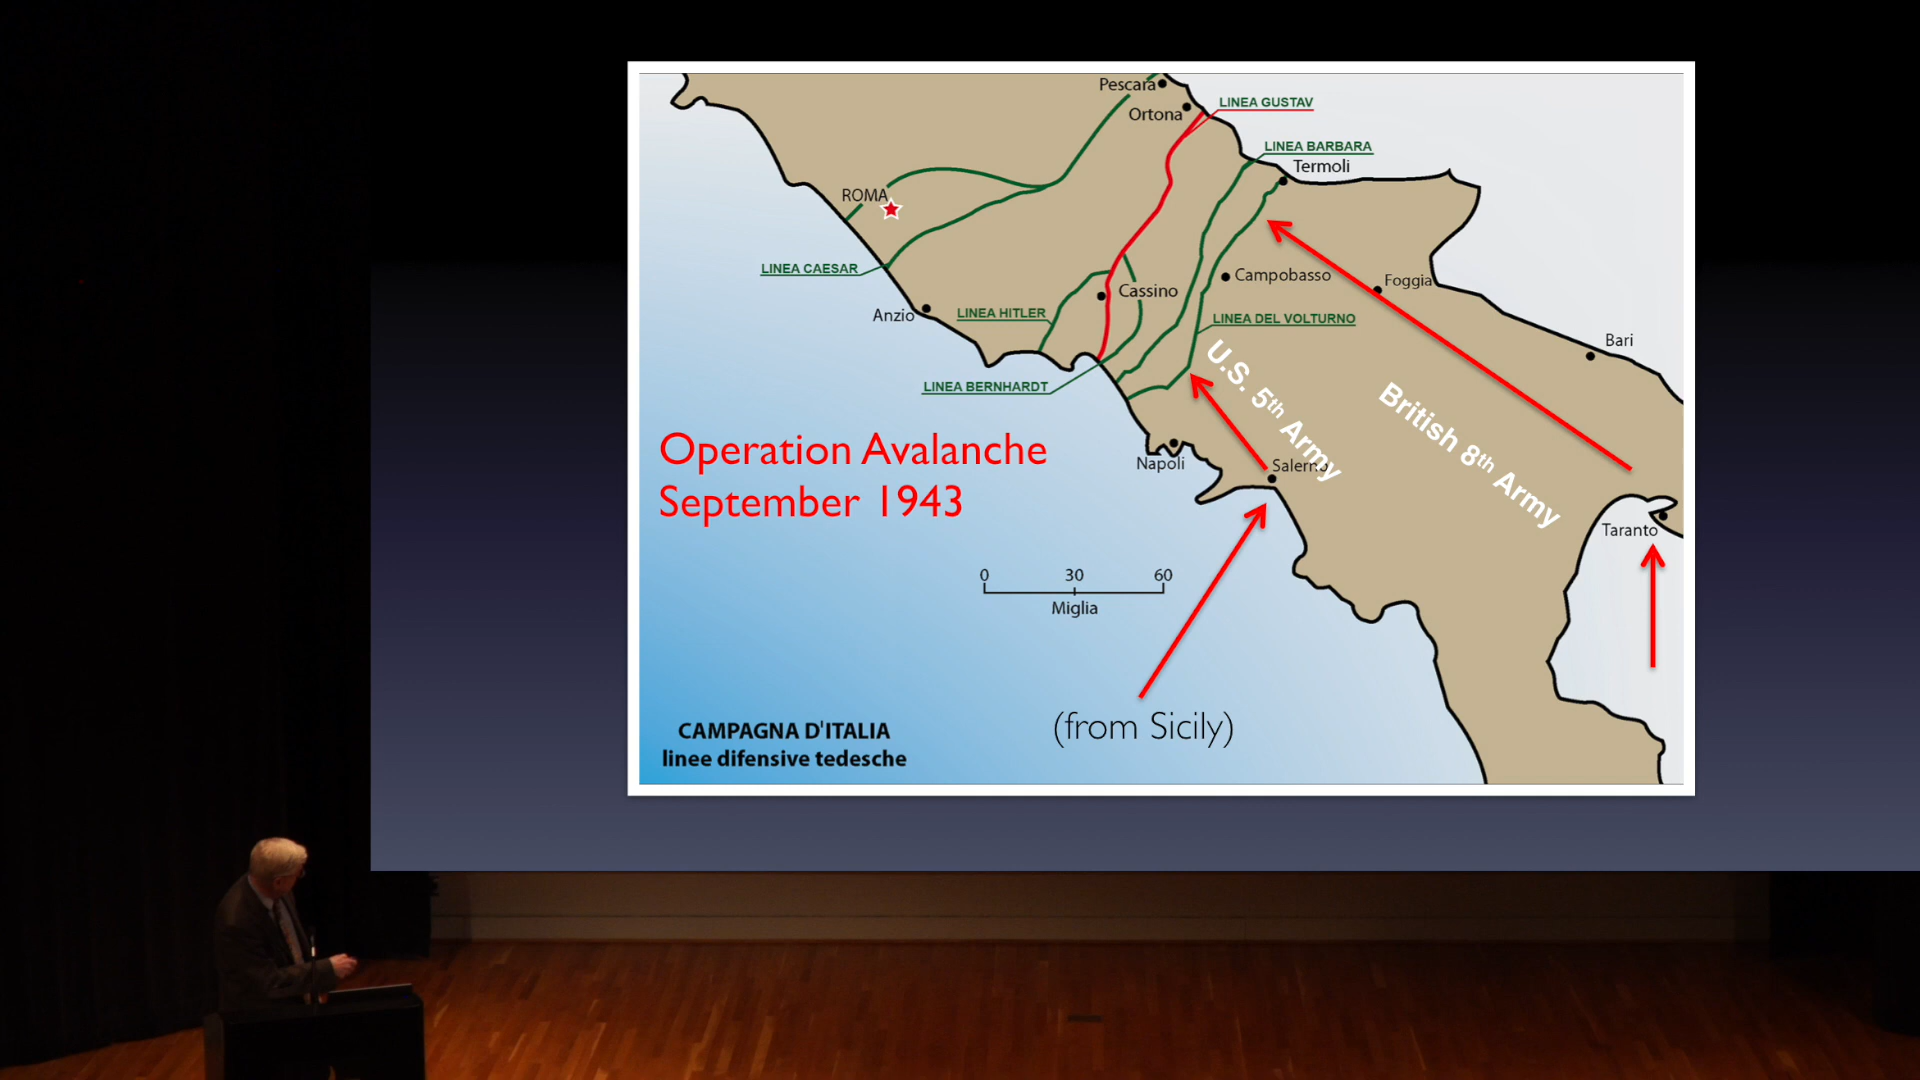 Pescara
Ortona
LINEA GUSTAV
LINEA BARBARA
Termoli
ROMA
LINEA CAESAR
Campobasso
Foggia
Cassino
Anzio
LINEA HITLER
LINEA DEL VOLTURNO
Bari
LINEA BERNHARDT
U.S. 5th Army
British 8th Army
Operation Avalanche
September 1943
Napoli
Salerno
Taranto
0 30 60
Miglia
(from Sicily)
CAMPAGNA D'ITALIA
linee difensive tedesche